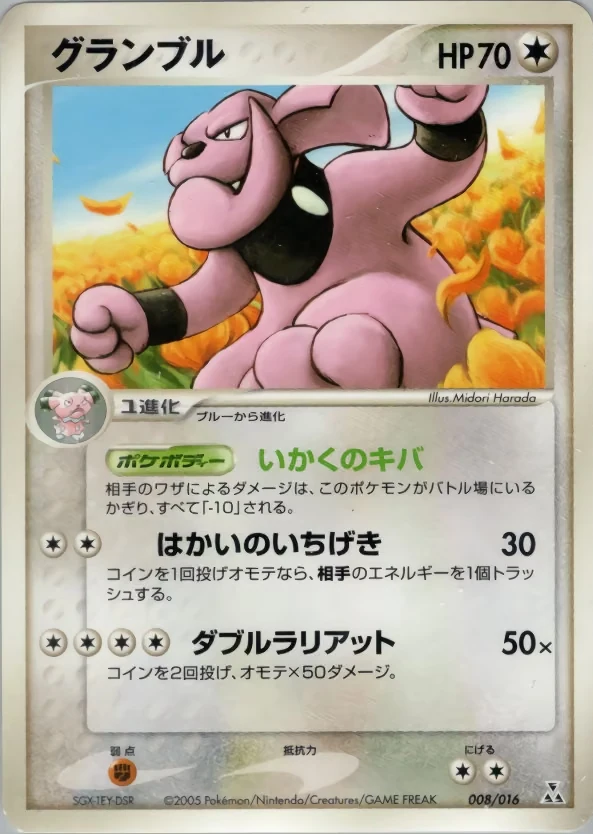 グランブル HP70
Illus.Midori Harada
1進化 ブルーから進化
ポケボディー いかくのキバ
相手のワザによるダメージは、このポケモンがバトル場にいる
かぎり、すべて「-10」される。
はかいのいちげき 30
コインを1回投げオモテなら、相手のエネルギーを1個トラッ
シュする。
ダブルラリアット 50×
コインを2回投げ、オモテ×50ダメージ。
弱点 抵抗力 にげる
SGX-1EY-DSR ©2005 Pokémon/Nintendo/Creatures/GAME FREAK 008/016